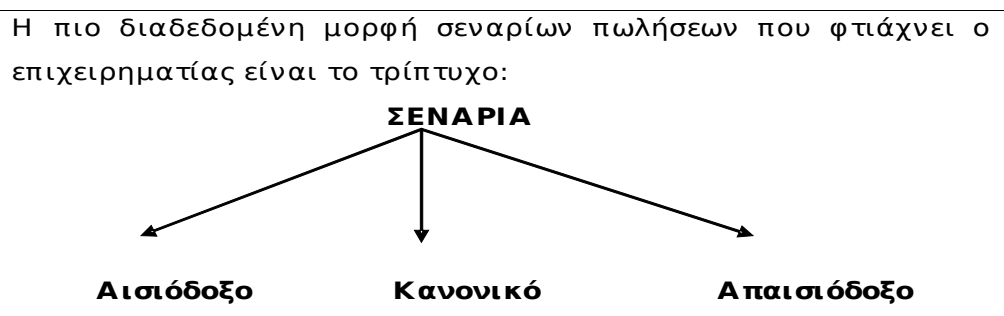 Η πιο διαδεδομένη μορφή σεναρίων πωλήσεων που φτιάχνει ο
επιχειρηματίας είναι το τρίπτυχο:
ΣΕΝΑΡΙΑ
Αισιόδοξο Κανονικό Απαισιόδοξο